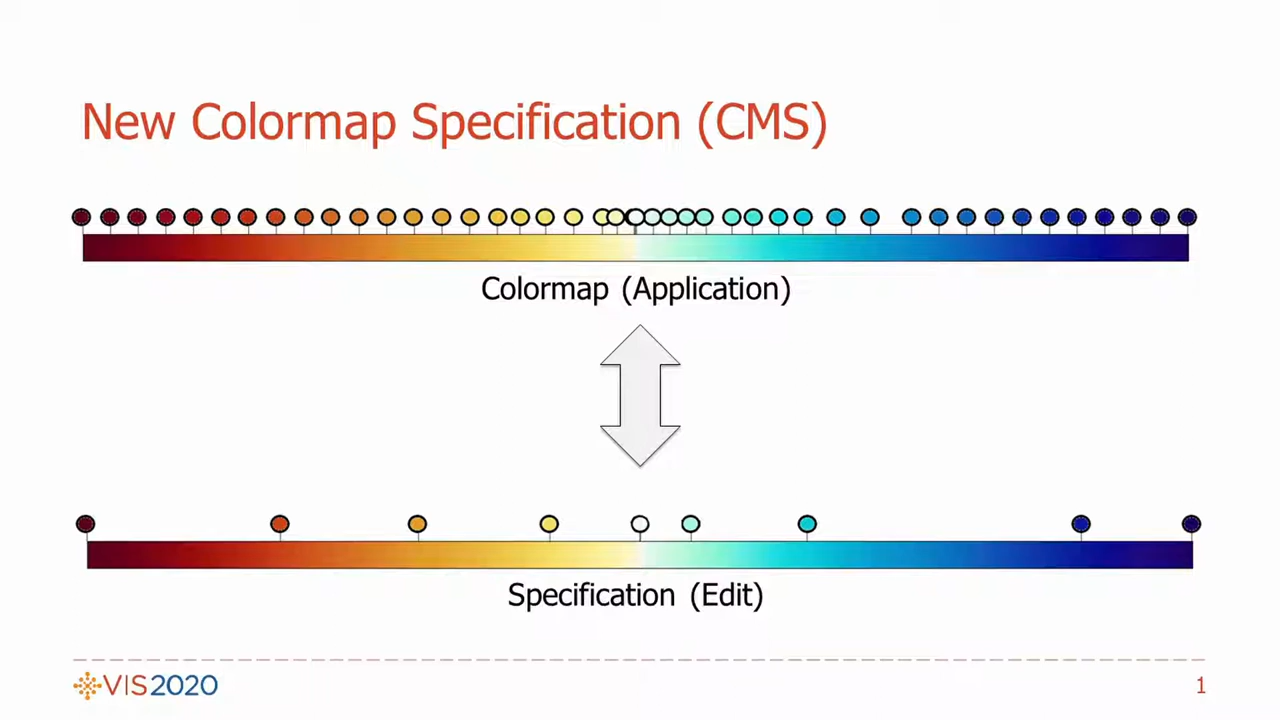 New Colormap Specification (CMS)
Colormap (Application)
Specification (Edit)
VIS2020
1